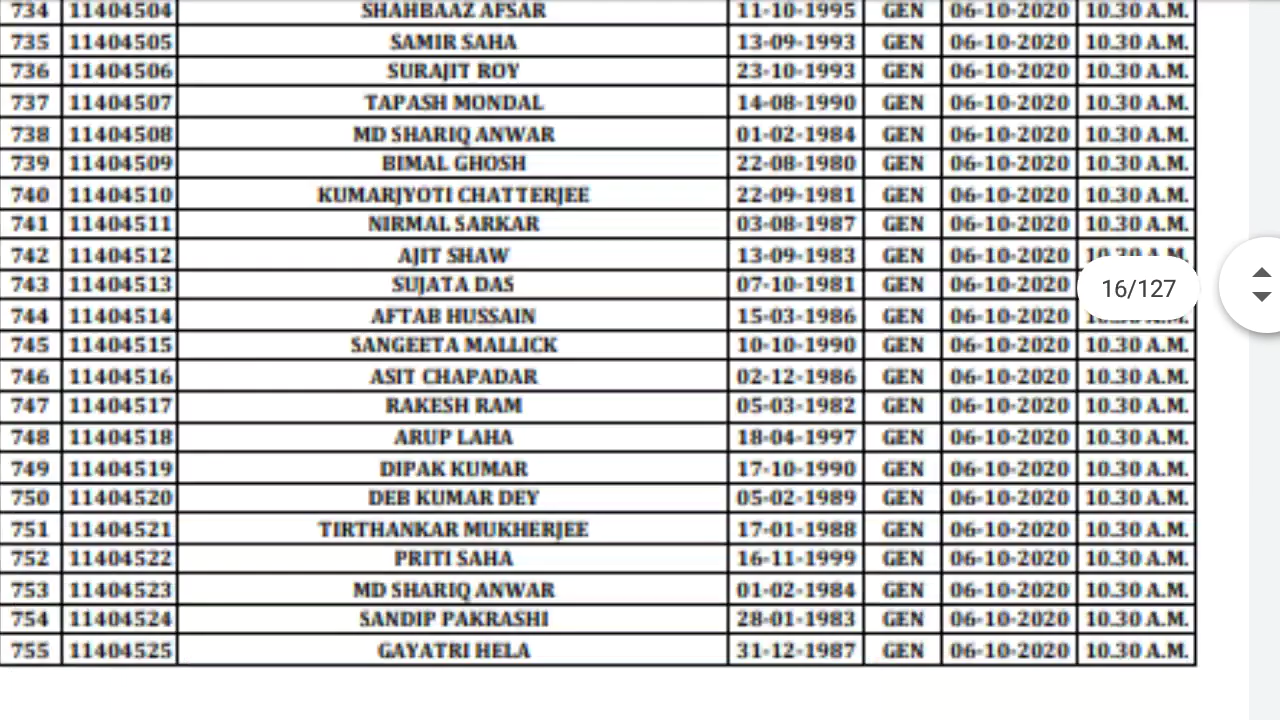 734 11404504 SHAHBAAZ AFSAR 11-10-1995 GEN 06-10-2020 10.30 A.M.
735 11404505 SAMIR SAHA 13-09-1993 GEN 06-10-2020 10.30 A.M.
736 11404506 SURAJIT ROY 23-10-1993 GEN 06-10-2020 10.30 A.M.
737 11404507 TAPASH MONDAL 14-08-1990 GEN 06-10-2020 10.30 A.M.
738 11404508 MD SHARIQ ANWAR 01-02-1984 GEN 06-10-2020 10.30 A.M.
739 11404509 BIMAL GHOSH 22-08-1980 GEN 06-10-2020 10.30 A.M.
740 11404510 KUMARJYOTI CHATTERJEE 22-09-1981 GEN 06-10-2020 10.30 A.M.
741 11404511 NIRMAL SARKAR 03-08-1987 GEN 06-10-2020 10.30 A.M.
742 11404512 AJIT SHAW 13-09-1983 GEN 06-10-2020 10.30 A.M.
743 11404513 SUJATA DAS 07-10-1981 GEN 06-10-2020
16/127
744 11404514 AFTAB HUSSAIN 15-03-1986 GEN 06-10-2020
745 11404515 SANGEETA MALLICK 10-10-1990 GEN 06-10-2020 10.30 A.M.
746 11404516 ASIT CHAPADAR 02-12-1986 GEN 06-10-2020 10.30 A.M.
747 11404517 RAKESH RAM 05-03-1982 GEN 06-10-2020 10.30 A.M.
748 11404518 ARUP LAHA 18-04-1997 GEN 06-10-2020 10.30 A.M.
749 11404519 DIPAK KUMAR 17-10-1990 GEN 06-10-2020 10.30 A.M.
750 11404520 DEB KUMAR DEY 05-02-1989 GEN 06-10-2020 10.30 A.M.
751 11404521 TIRTHANKAR MUKHERJEE 17-01-1988 GEN 06-10-2020 10.30 A.M.
752 11404522 PRITI SAHA 16-11-1999 GEN 06-10-2020 10.30 A.M.
753 11404523 MD SHARIQ ANWAR 01-02-1984 GEN 06-10-2020 10.30 A.M.
754 11404524 SANDIP PAKRASHI 28-01-1983 GEN 06-10-2020 10.30 A.M.
755 11404525 GAYATRI HELA 31-12-1987 GEN 06-10-2020 10.30 A.M.